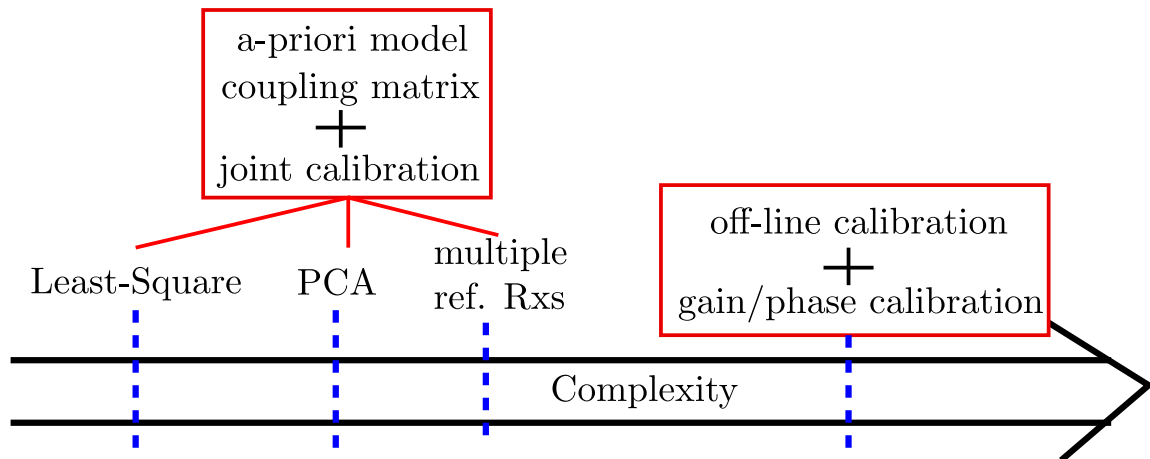 a-priori model
coupling matrix
+
joint calibration
Least-Square
PCA
multiple
ref. Rxs
off-line calibration
+
gain/phase calibration
Complexity